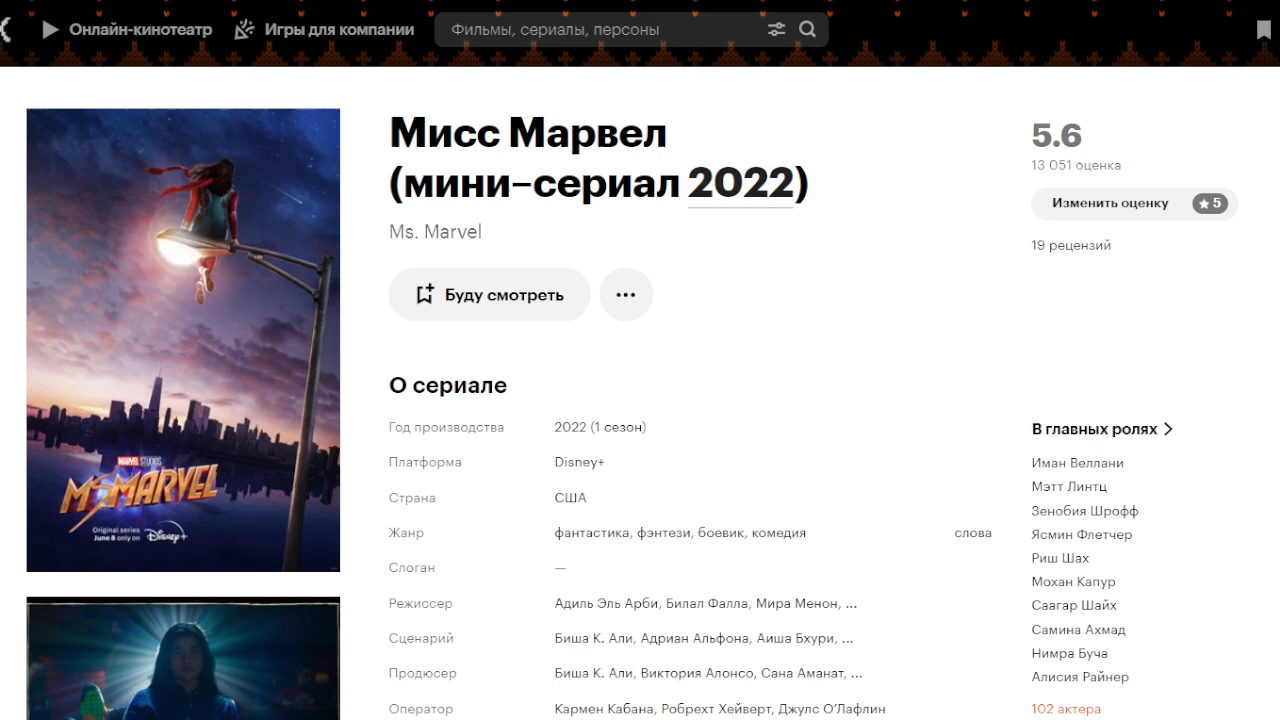 Онлайн-кинотеатр
Игры для компании
Фильмы, сериалы, персоны
Мисс Марвел
(мини–сериал 2022)
Ms. Marvel
Буду смотреть
...
5.6
13 051 оценка
Изменить оценку
★ 5
19 рецензий
MARVEL STUDIOS
MS. MARVEL
Original series
June 8 only on
Disney+
О сериале
Год производства 2022 (1 сезон)
Платформа Disney+
Страна США
Жанр фантастика, фэнтези, боевик, комедия слова
Слоган —
Режиссер Адиль Эль Арби, Билал Фалла, Мира Менон, ...
Сценарий Биша К. Али, Адриан Альфона, Аиша Бхури, ...
Продюсер Биша К. Али, Виктория Алонсо, Сана Аманат, ...
Оператор Кармен Кабана, Робрехт Хейверт, Джулс О’Лафлин
В главных ролях
Иман Веллани
Мэтт Линтц
Зенобия Шрофф
Ясмин Флетчер
Риш Шах
Мохан Капур
Саагар Шайх
Самина Ахмад
Нимра Буча
Алисия Райнер
102 актера